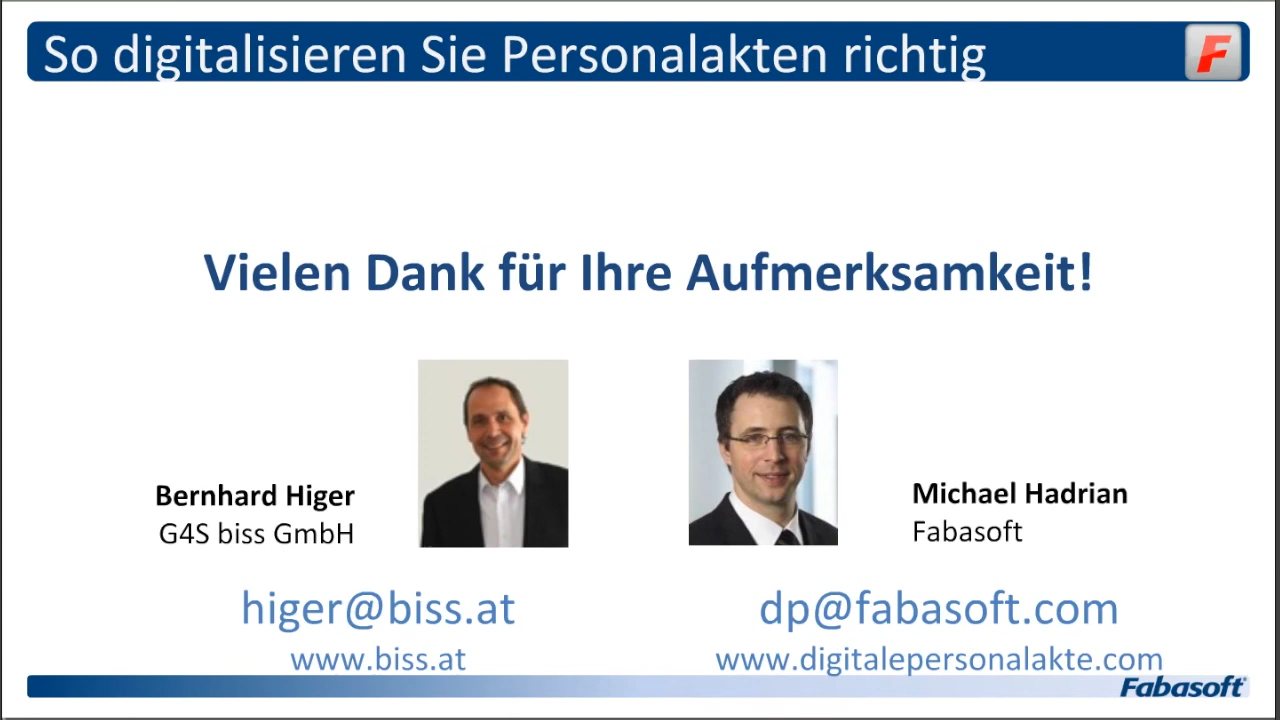 So digitalisieren Sie Personalakten richtig
F
Vielen Dank für Ihre Aufmerksamkeit!
Bernhard Higer
G4S biss GmbH
Michael Hadrian
Fabasoft
higer@biss.at
www.biss.at
dp@fabasoft.com
www.digitalepersonalakte.com
Fabasoft